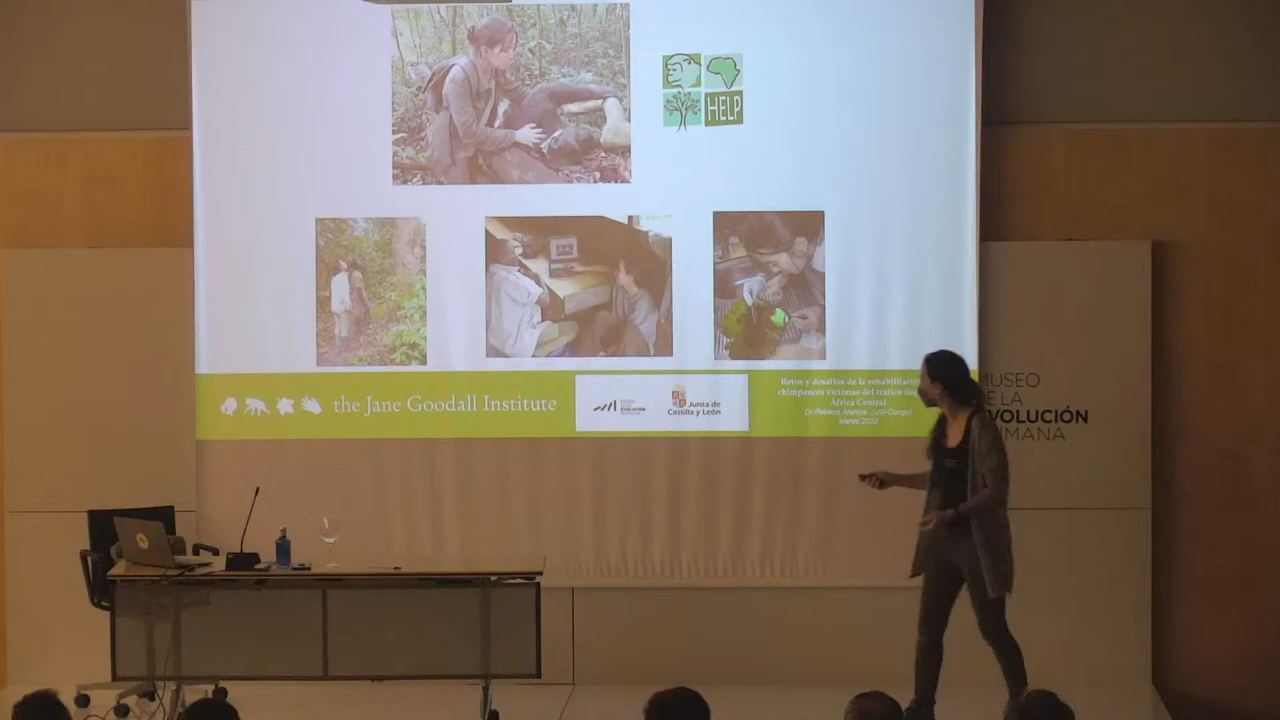 HELP
the Jane Goodall Institute
EVOLUCIÓN
Junta de
Castilla y León
Retos y desafíos de la
chimpancés víctimas del tráfico
África Central
Marzo 2022
MUSEO
DE LA
EVOLUCIÓN
HUMANA